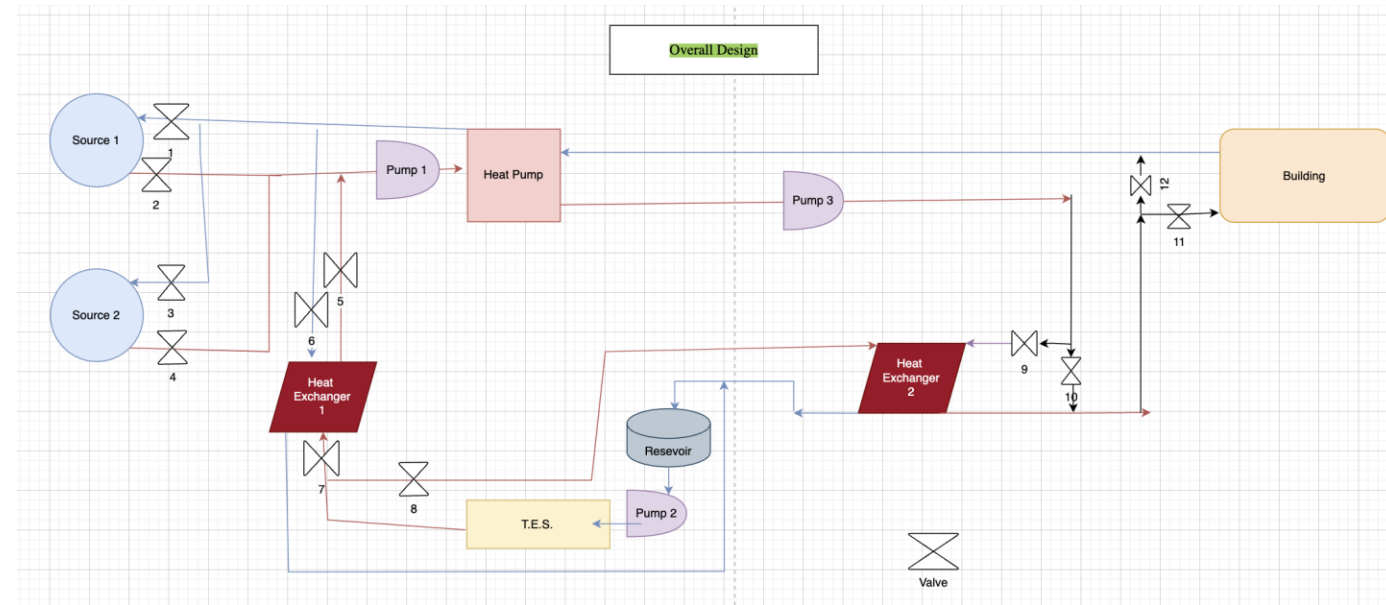 Overall Design
Source 1
1
2
Pump 1
Heat Pump
Pump 3
12
11
Building
Source 2
3
4
5
6
Heat
Exchanger
1
7
8
Resevoir
Pump 2
T.E.S.
Heat
Exchanger
2
9
10
Valve